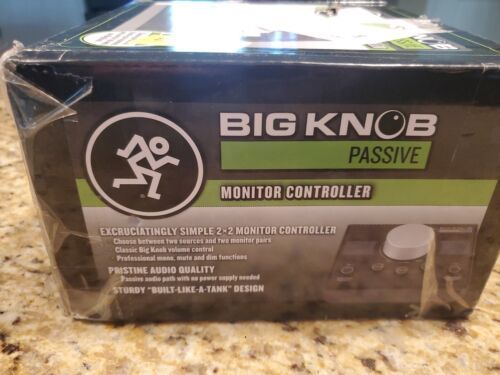 BIG KNOB
PASSIVE
MONITOR CONTROLLER
EXCRUCIATINGLY SIMPLE 2×2 MONITOR CONTROLLER
• Choose between two sources and two monitor pairs
• Classic Big Knob volume control
• Professional mono, mute and dim functions
PRISTINE AUDIO QUALITY
• Passive audio path with no power supply needed
STURDY "BUILT-LIKE-A-TANK" DESIGN